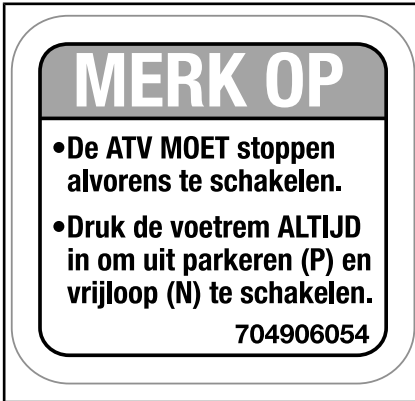 MERK OP
•De ATV MOET stoppen
alvorens te schakelen.
•Druk de voetrem ALTIJD
in om uit parkeren (P) en
vrijloop (N) te schakelen.
704906054